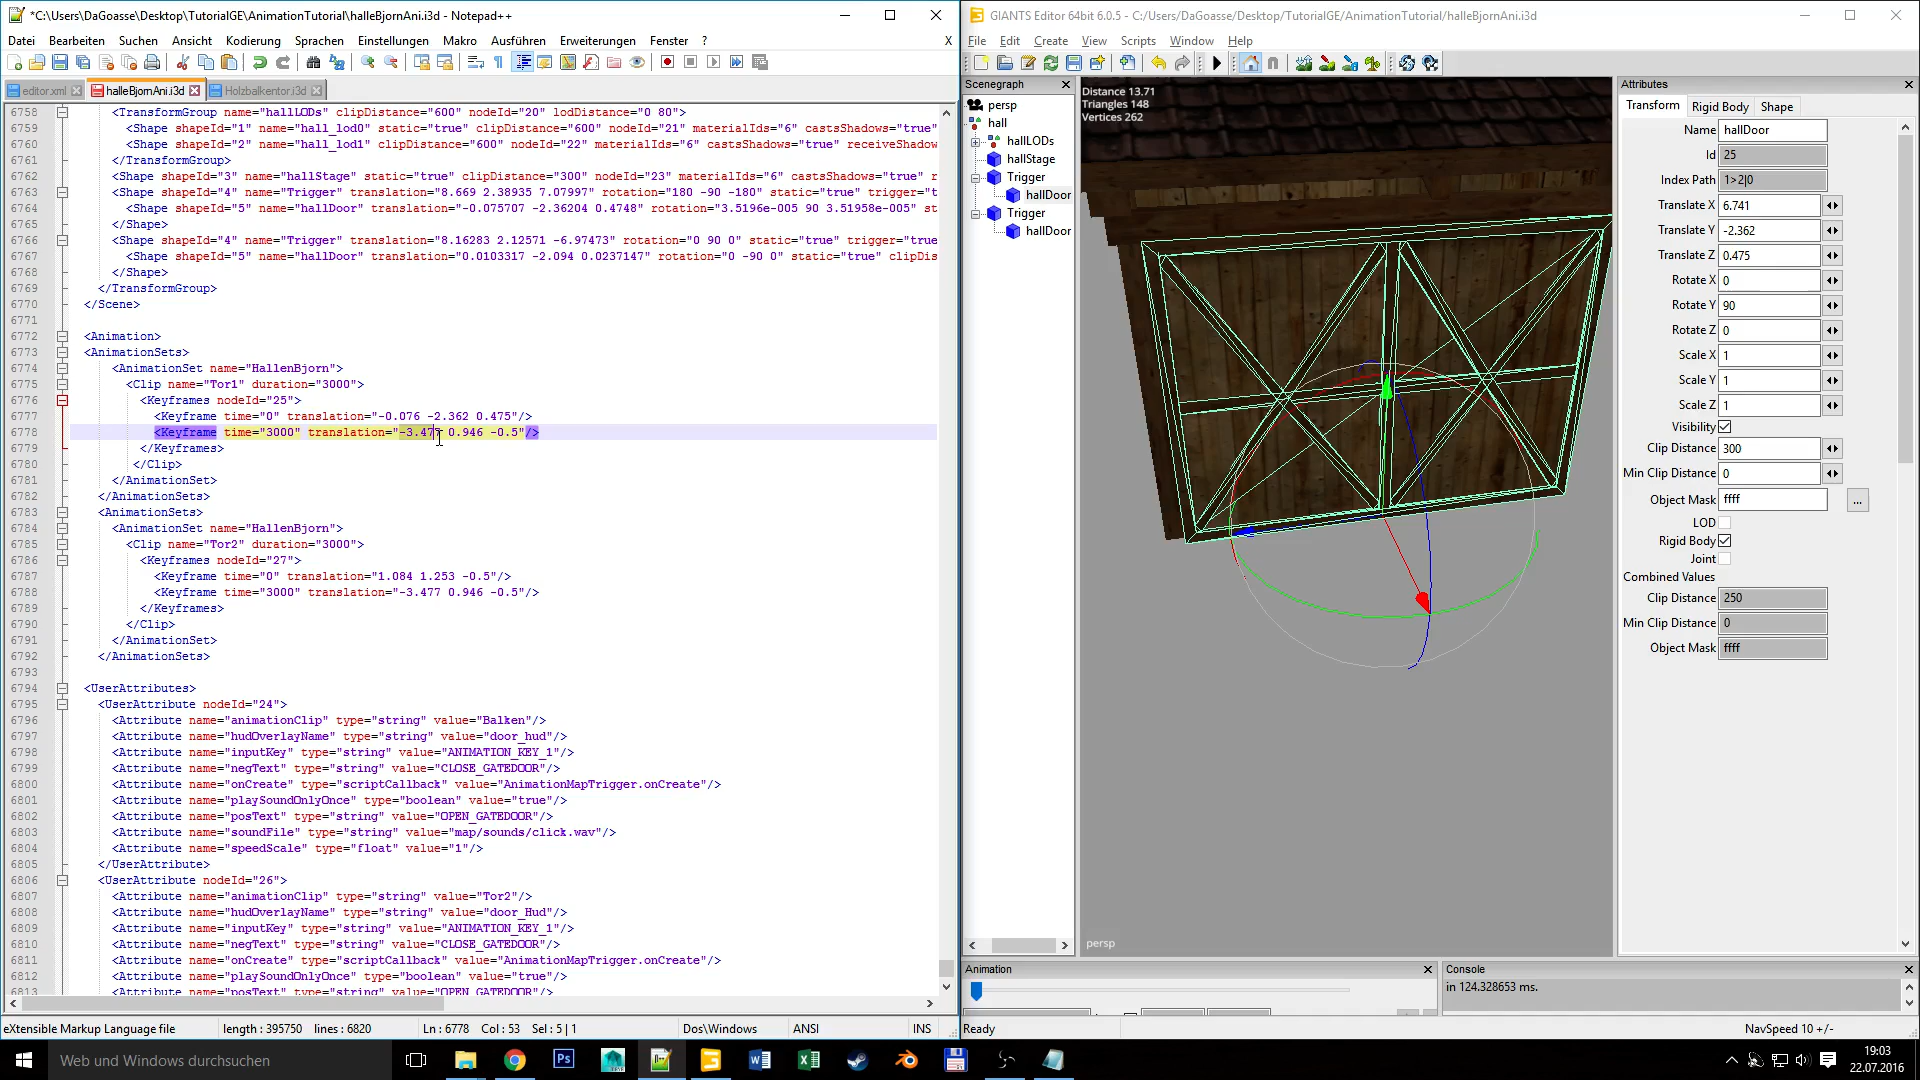 *C:\Users\DaGoasse\Desktop\TutorialGE\AnimationTutorial\halleBjornAni.i3d - Notepad++
Datei Bearbeiten Suchen Ansicht Kodierung Sprachen Einstellungen Makro Ausführen Erweiterungen Fenster ? X
editor.xml halleBjornAni.i3d Holzbalkentor.i3d
6758 <TransformGroup name="hallLODs" clipDistance="600" nodeId="20" lodDistance="0 80">
6759 <Shape shapeId="1" name="hall_lod0" static="true" clipDistance="600" nodeId="21" materialIds="6" castsShadows="true"
6760 <Shape shapeId="2" name="hall_lod1" clipDistance="600" nodeId="22" materialIds="6" castsShadows="true" receiveShadow
6761 </TransformGroup>
6762 <Shape shapeId="3" name="hallStage" static="true" clipDistance="300" nodeId="23" materialIds="6" castsShadows="true" r
6763 <Shape shapeId="4" name="Trigger" translation="8.669 2.38935 7.07997" rotation="180 -90 -180" static="true" trigger="t
6764 <Shape shapeId="5" name="hallDoor" translation="-0.075707 -2.36204 0.4748" rotation="3.5196e-005 90 3.51958e-005" st
6765 </Shape>
6766 <Shape shapeId="4" name="Trigger" translation="8.16283 2.12571 -6.97473" rotation="0 90 0" static="true" trigger="true
6767 <Shape shapeId="5" name="hallDoor" translation="0.0103317 -2.094 0.0237147" rotation="0 -90 0" static="true" clipDis
6768 </Shape>
6769 </TransformGroup>
6770 </Scene>
6771
6772 <Animation>
6773 <AnimationSets>
6774 <AnimationSet name="HallenBjorn">
6775 <Clip name="Tor1" duration="3000">
6776 <Keyframes nodeId="25">
6777 <Keyframe time="0" translation="-0.076 -2.362 0.475"/>
6778 <Keyframe time="3000" translation="-3.477 0.946 -0.5"/>
6779 </Keyframes>
6780 </Clip>
6781 </AnimationSet>
6782 </AnimationSets>
6783 <AnimationSets>
6784 <AnimationSet name="HallenBjorn">
6785 <Clip name="Tor2" duration="3000">
6786 <Keyframes nodeId="27">
6787 <Keyframe time="0" translation="1.084 1.253 -0.5"/>
6788 <Keyframe time="3000" translation="-3.477 0.946 -0.5"/>
6789 </Keyframes>
6790 </Clip>
6791 </AnimationSet>
6792 </AnimationSets>
6793
6794 <UserAttributes>
6795 <UserAttribute nodeId="24">
6796 <Attribute name="animationClip" type="string" value="Balken"/>
6797 <Attribute name="hudOverlayName" type="string" value="door_hud"/>
6798 <Attribute name="inputKey" type="string" value="ANIMATION_KEY_1"/>
6799 <Attribute name="negText" type="string" value="CLOSE_GATEDOOR"/>
6800 <Attribute name="onCreate" type="scriptCallback" value="AnimationMapTrigger.onCreate"/>
6801 <Attribute name="playSoundOnlyOnce" type="boolean" value="true"/>
6802 <Attribute name="posText" type="string" value="OPEN_GATEDOOR"/>
6803 <Attribute name="soundFile" type="string" value="map/sounds/click.wav"/>
6804 <Attribute name="speedScale" type="float" value="1"/>
6805 </UserAttribute>
6806 <UserAttribute nodeId="26">
6807 <Attribute name="animationClip" type="string" value="Tor2"/>
6808 <Attribute name="hudOverlayName" type="string" value="door_Hud"/>
6809 <Attribute name="inputKey" type="string" value="ANIMATION_KEY_1"/>
6810 <Attribute name="negText" type="string" value="CLOSE_GATEDOOR"/>
6811 <Attribute name="onCreate" type="scriptCallback" value="AnimationMapTrigger.onCreate"/>
6812 <Attribute name="playSoundOnlyOnce" type="boolean" value="true"/>
6813 <Attribute name="posText" type="string" value="OPEN_GATEDOOR"/>
eXtensible Markup Language file length : 395750 lines : 6820 Ln : 6778 Col : 53 Sel : 5 | 1 Dos\Windows ANSI INS
GIANTS Editor 64bit 6.0.5 - C:/Users/DaGoasse/Desktop/TutorialGE/AnimationTutorial/halleBjornAni.i3d
File Edit Create View Scripts Window Help
Scenegraph
persp
hall
hallLODs
hallStage
Trigger
hallDoor
Trigger
hallDoor
Distance 13.71
Triangles 148
Vertices 262
persp
Attributes
Transform Rigid Body Shape
Name hallDoor
Id 25
Index Path 1>2|0
Translate X 6.741
Translate Y -2.362
Translate Z 0.475
Rotate X 0
Rotate Y 90
Rotate Z 0
Scale X 1
Scale Y 1
Scale Z 1
Visibility
Clip Distance 300
Min Clip Distance 0
Object Mask ffff ...
LOD
Rigid Body
Joint
Combined Values
Clip Distance 250
Min Clip Distance 0
Object Mask ffff
Animation
Console
in 124.328653 ms.
Ready
NavSpeed 10 +/-
Web und Windows durchsuchen
19:03
22.07.2016